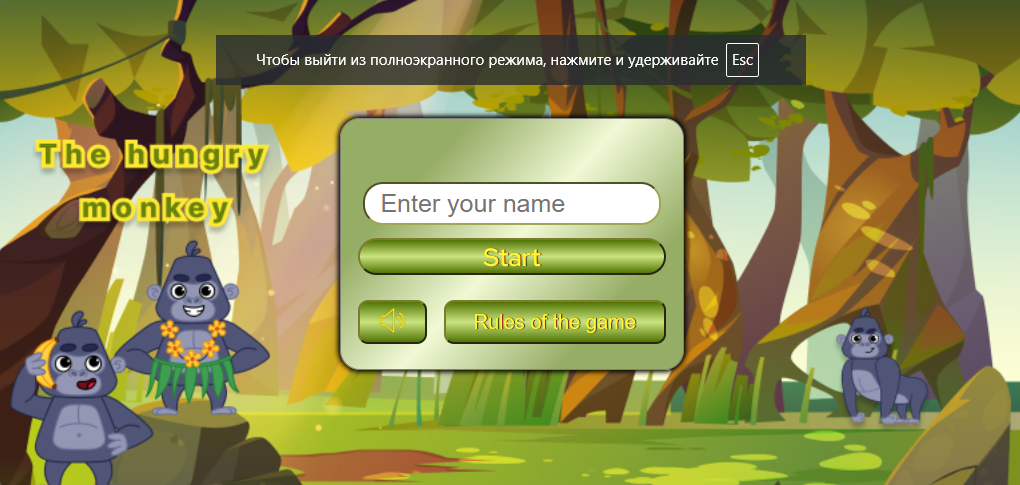 Чтобы выйти из полноэкранного режима, нажмите и удерживайте Esc
The hungry
monkey
Enter your name
Start
Rules of the game